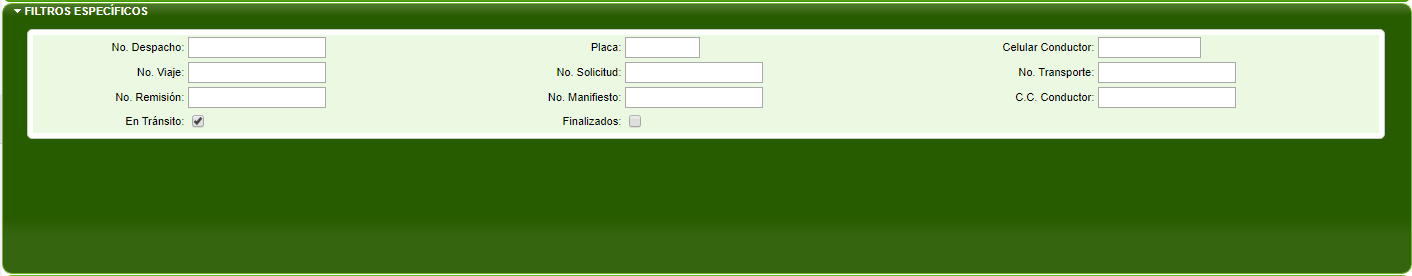 FILTROS ESPECÍFICOS
No. Despacho: Placa: Celular Conductor:
No. Viaje: No. Solicitud: No. Transporte:
No. Remisión: No. Manifiesto: C.C. Conductor:
En Tránsito: Finalizados: